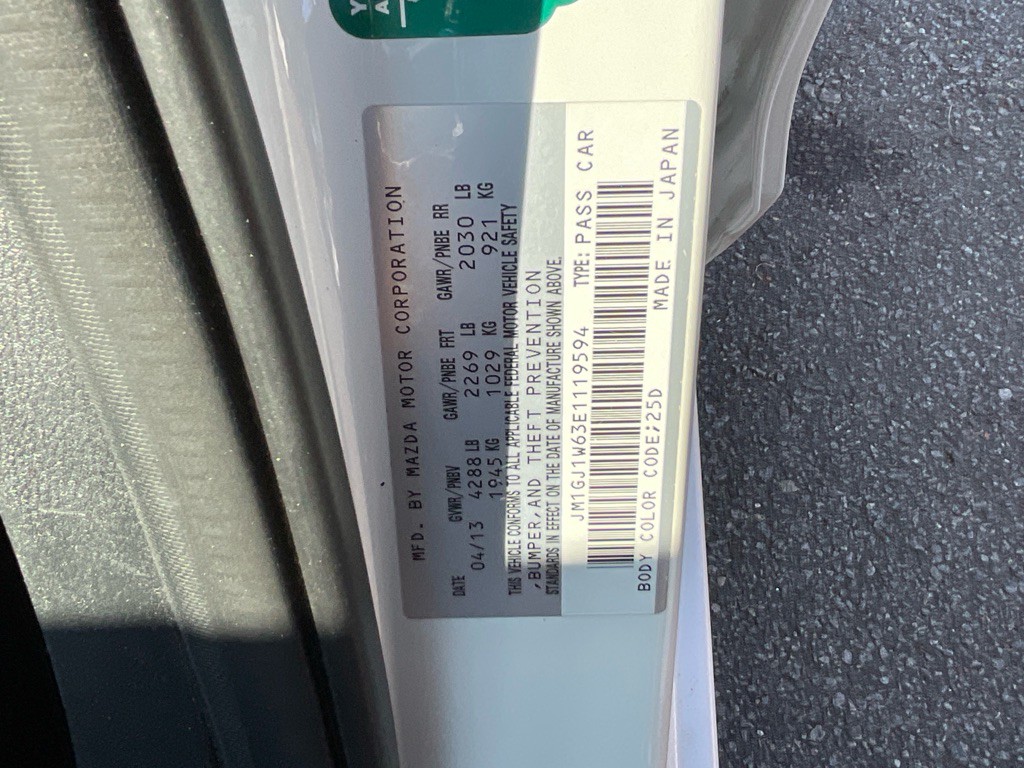 MFD. BY MAZDA MOTOR CORPORATION
DATE GVWR/PNBV GAWR/PNBE FRT GAWR/PNBE RR
04/13 4288 LB 2269 LB 2030 LB
1945 KG 1029 KG 921 KG
THIS VEHICLE CONFORMS TO ALL APPLICABLE FEDERAL MOTOR VEHICLE SAFETY
,BUMPER,AND THEFT PREVENTION
STANDARDS IN EFFECT ON THE DATE OF MANUFACTURE SHOWN ABOVE.
JM1GJ1W63E1119594 TYPE: PASS CAR
BODY COLOR CODE;25D MADE IN JAPAN